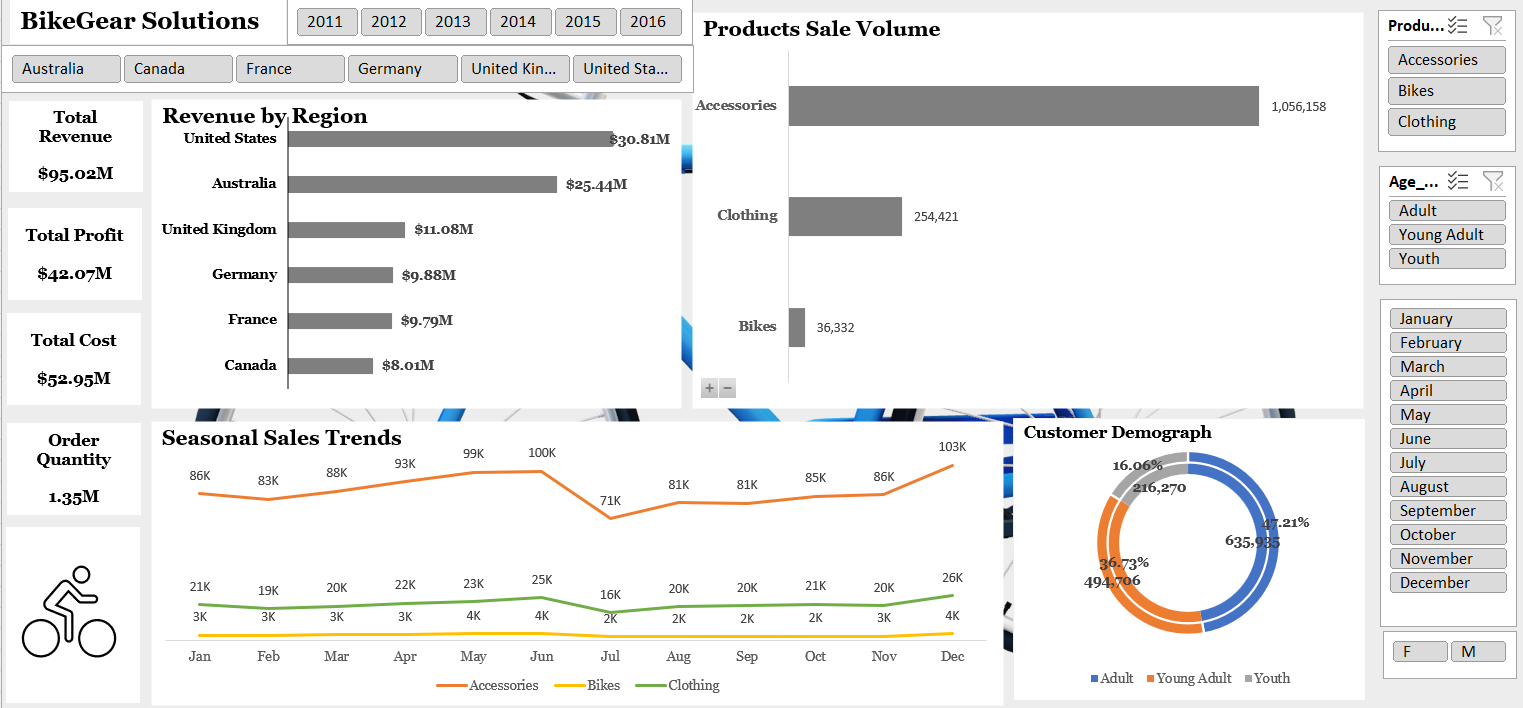 BikeGear Solutions
2011 2012 2013 2014 2015 2016
Australia Canada France Germany United Kin... United Sta...
Total
Revenue
$95.02M
Total Profit
$42.07M
Total Cost
$52.95M
Order
Quantity
1.35M
Revenue by Region
United States $30.81M
Australia $25.44M
United Kingdom $11.08M
Germany $9.88M
France $9.79M
Canada $8.01M
Products Sale Volume
Accessories 1,056,158
Clothing 254,421
Bikes 36,332
+ −
Seasonal Sales Trends
86K 83K 88K 93K 99K 100K 71K 81K 81K 85K 86K 103K
21K 19K 20K 22K 23K 25K 16K 20K 20K 21K 20K 26K
3K 3K 3K 3K 4K 4K 2K 2K 2K 2K 3K 4K
Jan Feb Mar Apr May Jun Jul Aug Sep Oct Nov Dec
Accessories Bikes Clothing
Customer Demograph
16.06%
216,270
47.21%
635,935
36.73%
494,706
Adult Young Adult Youth
Produ...
Accessories
Bikes
Clothing
Age_...
Adult
Young Adult
Youth
January
February
March
April
May
June
July
August
September
October
November
December
F M